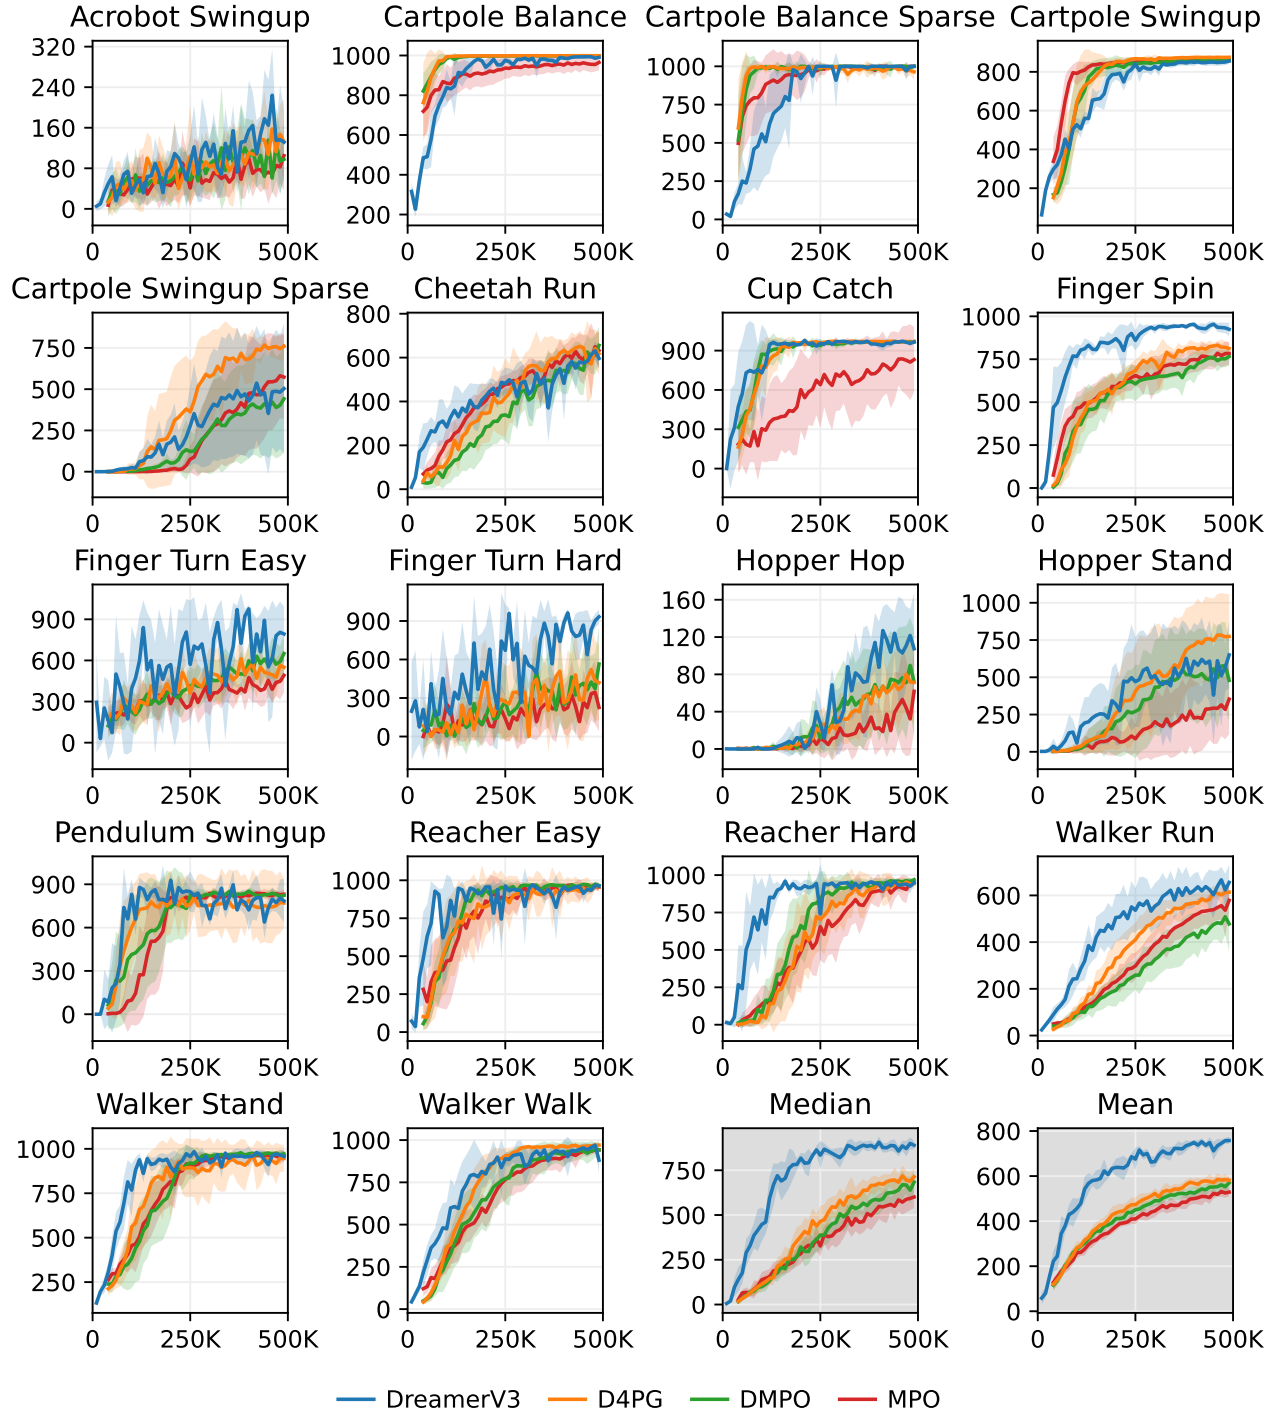 Acrobot Swingup
320
240
160
80
0
0 250K 500K
Cartpole Balance
1000
800
600
400
200
0 250K 500K
Cartpole Balance Sparse
1000
750
500
250
0
0 250K 500K
Cartpole Swingup
800
600
400
200
0 250K 500K
Cartpole Swingup Sparse
750
500
250
0
0 250K 500K
Cheetah Run
800
600
400
200
0
0 250K 500K
Cup Catch
900
600
300
0
0 250K 500K
Finger Spin
1000
750
500
250
0
0 250K 500K
Finger Turn Easy
900
600
300
0
0 250K 500K
Finger Turn Hard
900
600
300
0
0 250K 500K
Hopper Hop
160
120
80
40
0
0 250K 500K
Hopper Stand
1000
750
500
250
0
0 250K 500K
Pendulum Swingup
900
600
300
0
0 250K 500K
Reacher Easy
1000
750
500
250
0
0 250K 500K
Reacher Hard
1000
750
500
250
0
0 250K 500K
Walker Run
600
400
200
0
0 250K 500K
Walker Stand
1000
750
500
250
0 250K 500K
Walker Walk
1000
750
500
250
0
0 250K 500K
Median
750
500
250
0
0 250K 500K
Mean
800
600
400
200
0
0 250K 500K
DreamerV3 D4PG DMPO MPO